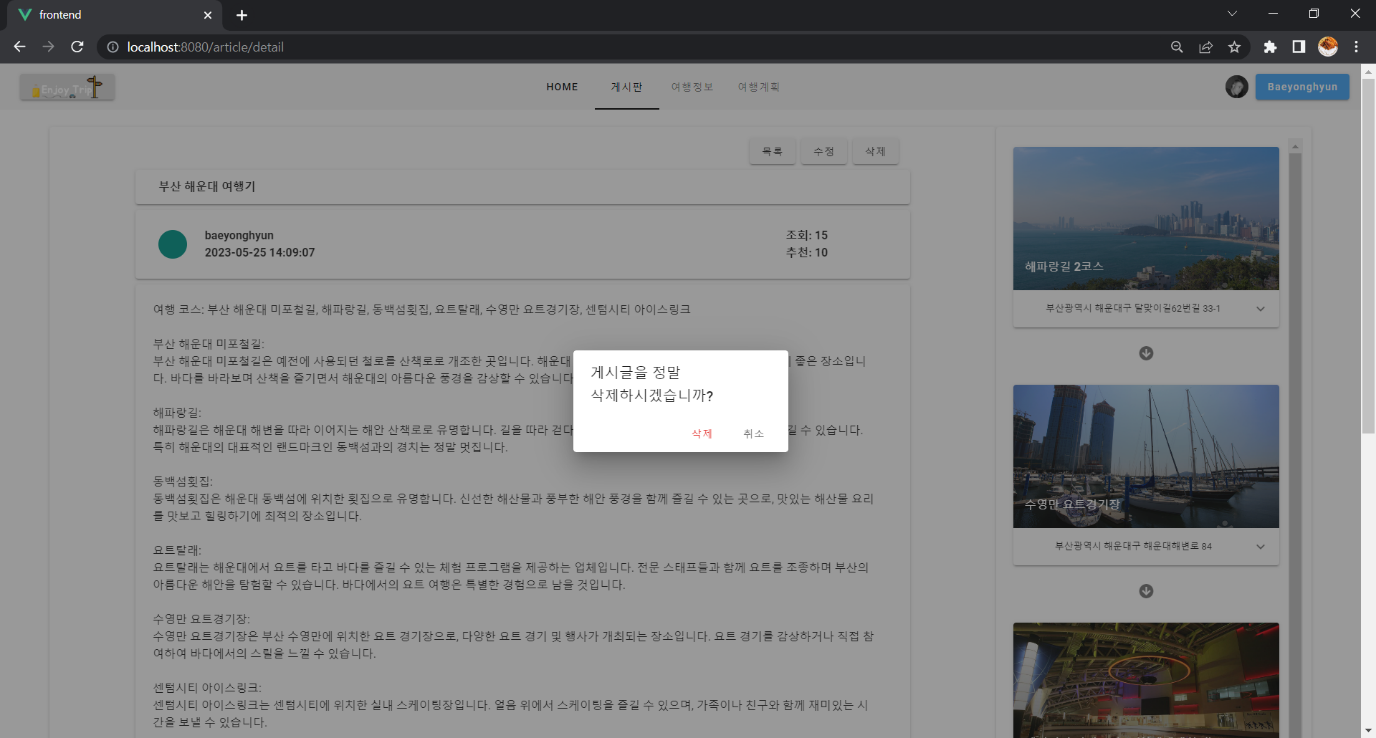 frontend
localhost:8080/article/detail
Enjoy Trip
HOME
게시판
여행정보
여행계획
Baeyonghyun
목록
수정
삭제
부산 해운대 여행기
baeyonghyun
2023-05-25 14:09:07
조회: 15
추천: 10
여행 코스: 부산 해운대 미포철길, 해파랑길, 동백섬횟집, 요트탈래, 수영만 요트경기장, 센텀시티 아이스링크
부산 해운대 미포철길:
부산 해운대 미포철길은 예전에 사용되던 철로를 산책로로 개조한 곳입니다. 해운대 좋은 장소입니
다. 바다를 바라보며 산책을 즐기면서 해운대의 아름다운 풍경을 감상할 수 있습니다
해파랑길:
해파랑길은 해운대 해변을 따라 이어지는 해안 산책로로 유명합니다. 길을 따라 걷다 수 있습니다.
특히 해운대의 대표적인 랜드마크인 동백섬과의 경치는 정말 멋집니다.
동백섬횟집:
동백섬횟집은 해운대 동백섬에 위치한 횟집으로 유명합니다. 신선한 해산물과 풍부한 해안 풍경을 함께 즐길 수 있는 곳으로, 맛있는 해산물 요리
를 맛보고 힐링하기에 최적의 장소입니다.
요트탈래:
요트탈래는 해운대에서 요트를 타고 바다를 즐길 수 있는 체험 프로그램을 제공하는 업체입니다. 전문 스태프들과 함께 요트를 조종하며 부산의
아름다운 해안을 탐험할 수 있습니다. 바다에서의 요트 여행은 특별한 경험으로 남을 것입니다.
수영만 요트경기장:
수영만 요트경기장은 부산 수영만에 위치한 요트 경기장으로, 다양한 요트 경기 및 행사가 개최되는 장소입니다. 요트 경기를 감상하거나 직접 참
여하여 바다에서의 스릴을 느낄 수 있습니다.
센텀시티 아이스링크:
센텀시티 아이스링크는 센텀시티에 위치한 실내 스케이팅장입니다. 얼음 위에서 스케이팅을 즐길 수 있으며, 가족이나 친구와 함께 재미있는 시
간을 보낼 수 있습니다.
게시글을 정말
삭제하시겠습니까?
삭제
취소
해파랑길 2코스
부산광역시 해운대구 달맞이길62번길 33-1
수영만 요트경기장
부산광역시 해운대구 해운대해변로 84